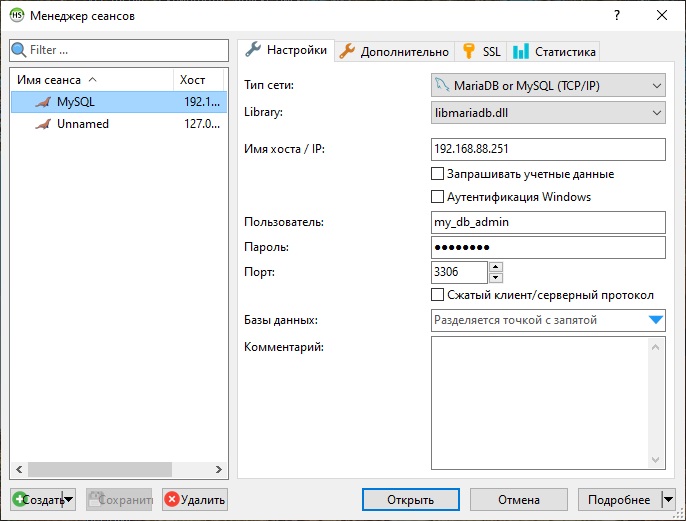 HS Менеджер сеансов ?
Filter ...
Имя сеанса Хост
MySQL 192.1...
Unnamed 127.0...
Настройки Дополнительно SSL Статистика
Тип сети: MariaDB or MySQL (TCP/IP)
Library: libmariadb.dll
Имя хоста / IP: 192.168.88.251
Запрашивать учетные данные
Аутентификация Windows
Пользователь: my_db_admin
Пароль: ●●●●●●●●
Порт: 3306
Сжатый клиент/серверный протокол
Базы данных: Разделяется точкой с запятой
Комментарий:
Создать Сохранить Удалить Открыть Отмена Подробнее